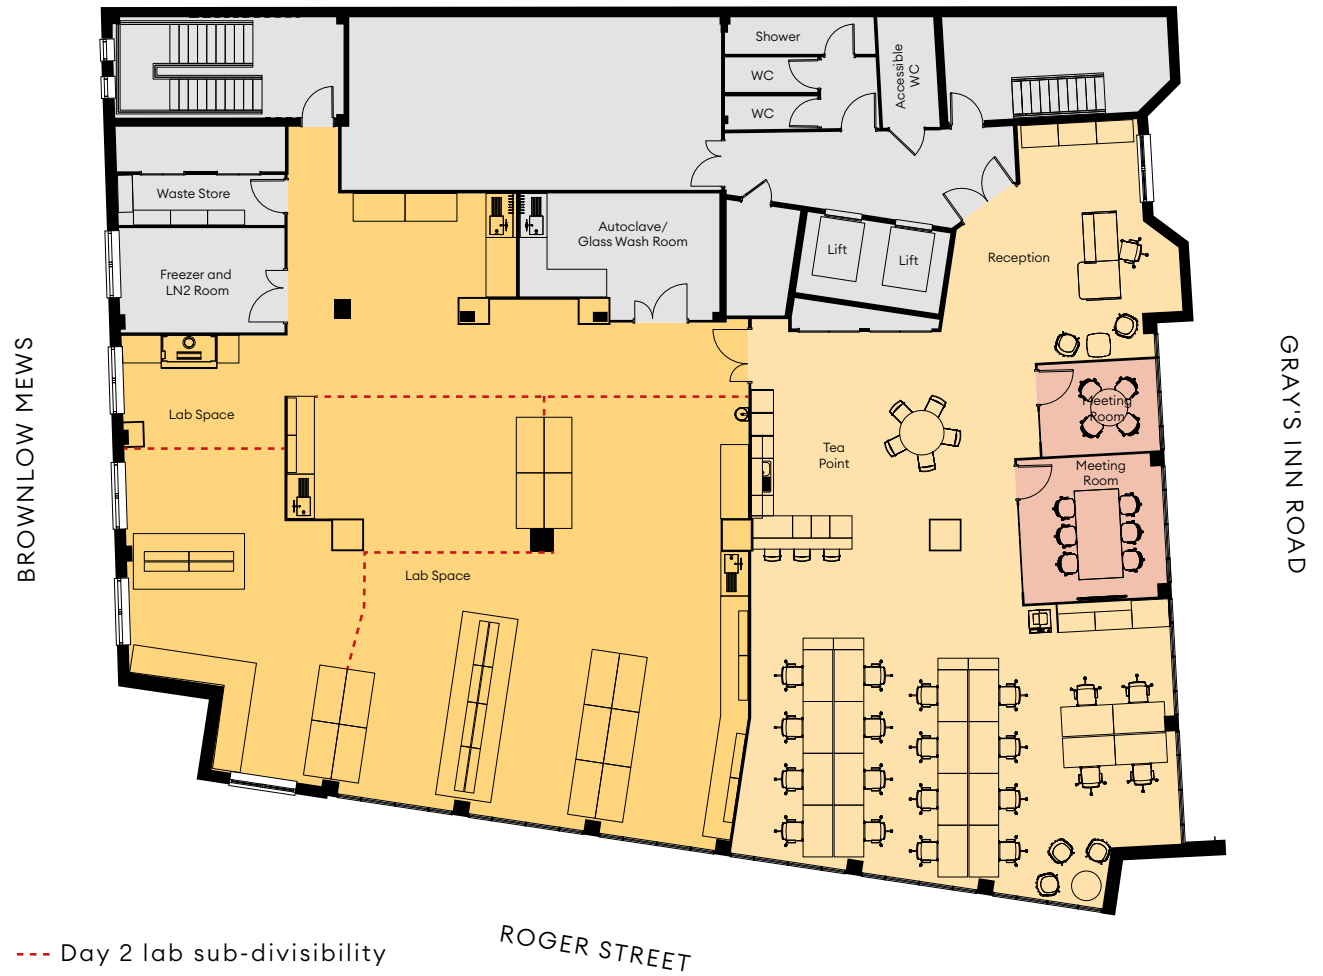 Shower
WC
WC
Accessible
WC
Waste Store
Autoclave/
Glass Wash Room
Lift
Lift
Reception
Freezer and
LN2 Room
Lab Space
Meeting
Room
Tea
Point
Meeting
Room
Lab Space
BROWNLOW MEWS
GRAY'S INN ROAD
ROGER STREET
Day 2 lab sub-divisibility